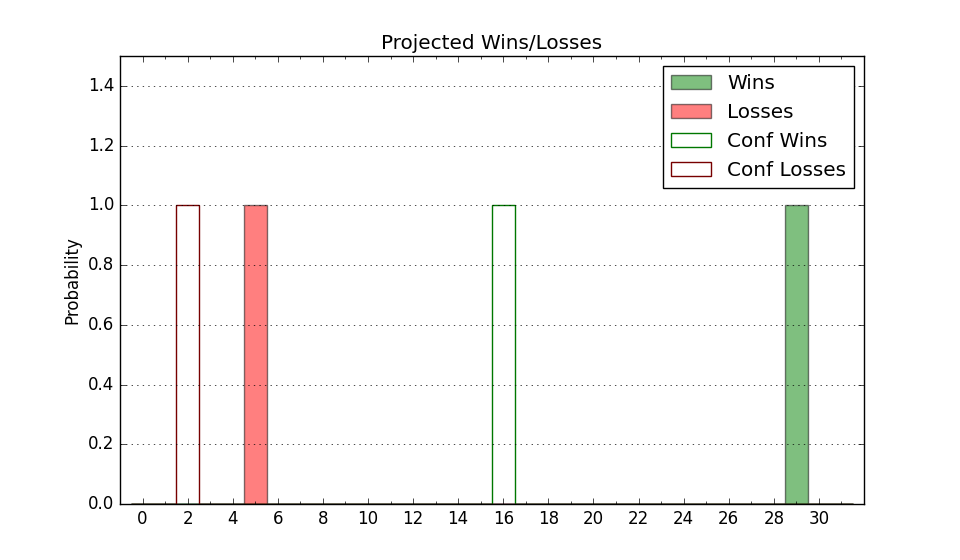 Projected Wins/Losses
Wins
Losses
Conf Wins
Conf Losses
Probability
1.4
1.2
1.0
0.8
0.6
0.4
0.2
0.0
0 2 4 6 8 10 12 14 16 18 20 22 24 26 28 30